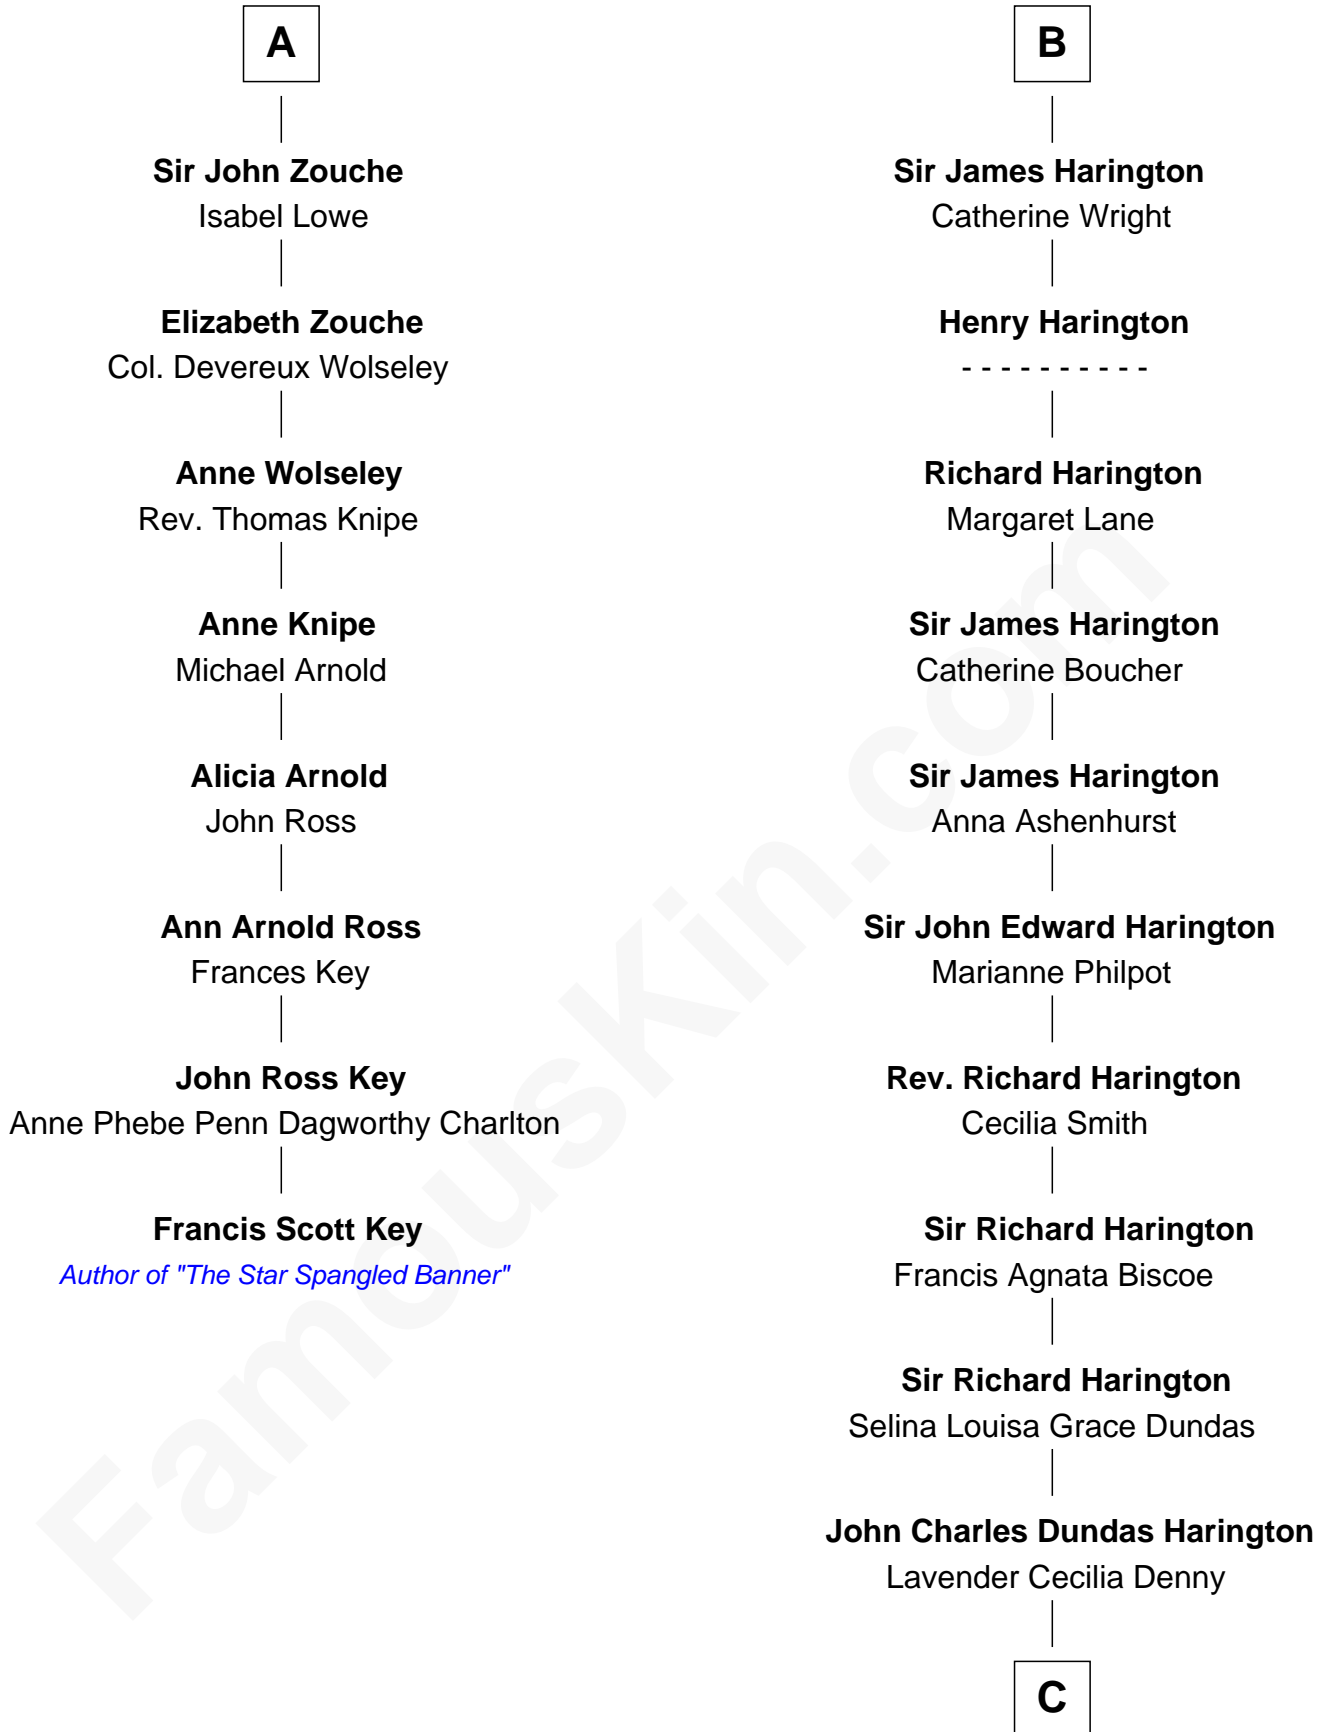 A
Sir John Zouche
Isabel Lowe
Elizabeth Zouche
Col. Devereux Wolseley
Anne Wolseley
Rev. Thomas Knipe
Anne Knipe
Michael Arnold
Alicia Arnold
John Ross
Ann Arnold Ross
Frances Key
John Ross Key
Anne Phebe Penn Dagworthy Charlton
Francis Scott Key
Author of "The Star Spangled Banner"
B
Sir James Harington
Catherine Wright
Henry Harington
- - - - - - - - - -
Richard Harington
Margaret Lane
Sir James Harington
Catherine Boucher
Sir James Harington
Anna Ashenhurst
Sir John Edward Harington
Marianne Philpot
Rev. Richard Harington
Cecilia Smith
Sir Richard Harington
Francis Agnata Biscoe
Sir Richard Harington
Selina Louisa Grace Dundas
John Charles Dundas Harington
Lavender Cecilia Denny
C
FamousKin.com